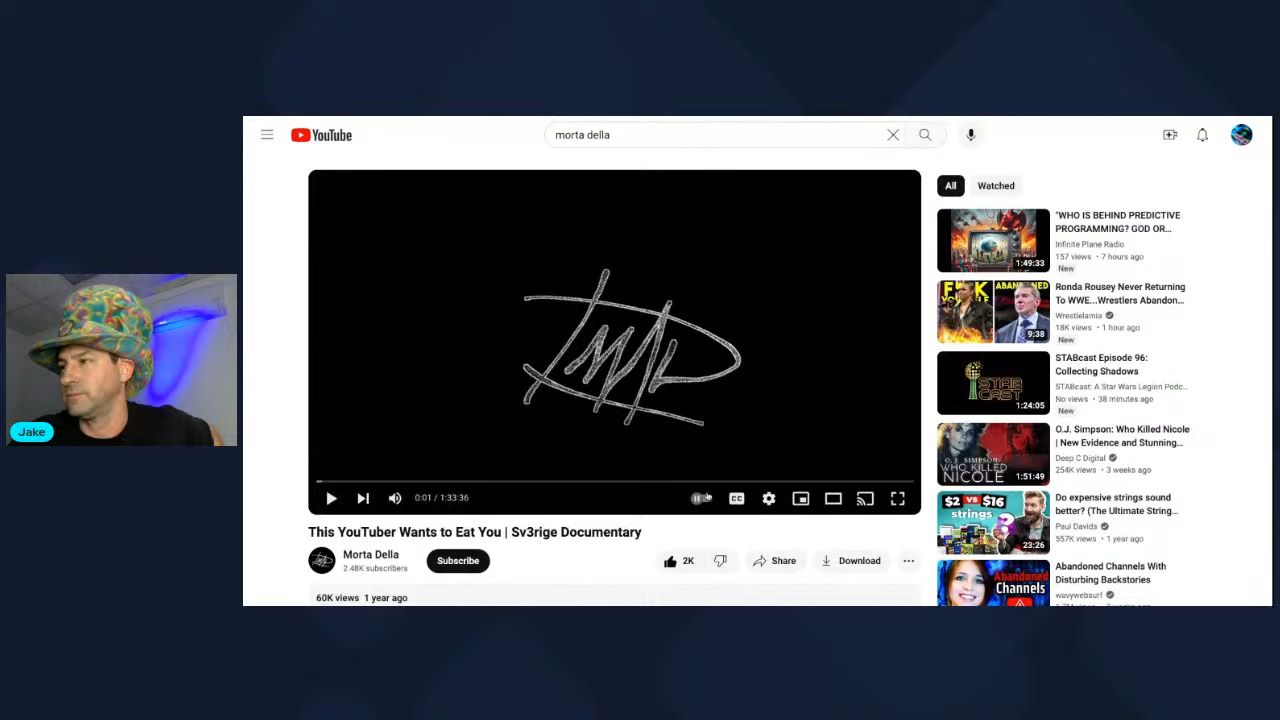 YouTube
morta della
All
Watched
"WHO IS BEHIND PREDICTIVE
PROGRAMMING? GOD OR...
Infinite Plane Radio
157 views • 7 hours ago
New
1:49:33
Ronda Rousey Never Returning
To WWE...Wrestlers Abandon...
Wrestlelamia
18K views • 1 hour ago
New
ABANDONED
9:38
STABcast Episode 96:
Collecting Shadows
STABcast: A Star Wars Legion Podc...
No views • 38 minutes ago
New
STAB
CAST
1:24:05
O.J. Simpson: Who Killed Nicole
| New Evidence and Stunning...
Deep C Digital
254K views • 3 weeks ago
O. J. SIMPSON:
WHO KILLED
NICOLE
1:51:49
Do expensive strings sound
better? (The Ultimate String...
Paul Davids
557K views • 1 year ago
$2 VS $16
strings
23:26
Abandoned Channels With
Disturbing Backstories
wavywebsurf
Abandoned
Channels
Jake
0:01 / 1:33:36
CC
This YouTuber Wants to Eat You | Sv3rige Documentary
Morta Della
2.48K subscribers
Subscribe
2K
Share
Download
60K views 1 year ago